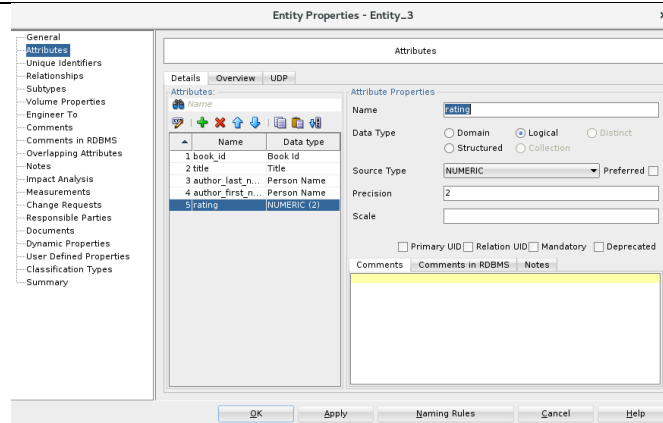 Entity Properties - Entity_3
General
Attributes
Unique Identifiers
Relationships
Subtypes
Volume Properties
Engineer To
Comments
Comments in RDBMS
Overlapping Attributes
Notes
Impact Analysis
Measurements
Change Requests
Responsible Parties
Documents
Dynamic Properties
User Defined Properties
Classification Types
Summary
Attributes
Details Overview UDP
Attributes:
Name
Name Data type
1 book_id Book Id
2 title Title
3 author_last_n... Person Name
4 author_first_n... Person Name
5 rating NUMERIC (2)
Attribute Properties
Name rating
Data Type Domain Logical Distinct
Structured Collection
Source Type NUMERIC Preferred
Precision 2
Scale
Primary UID Relation UID Mandatory Deprecated
Comments Comments in RDBMS Notes
OK Apply Naming Rules Cancel Help